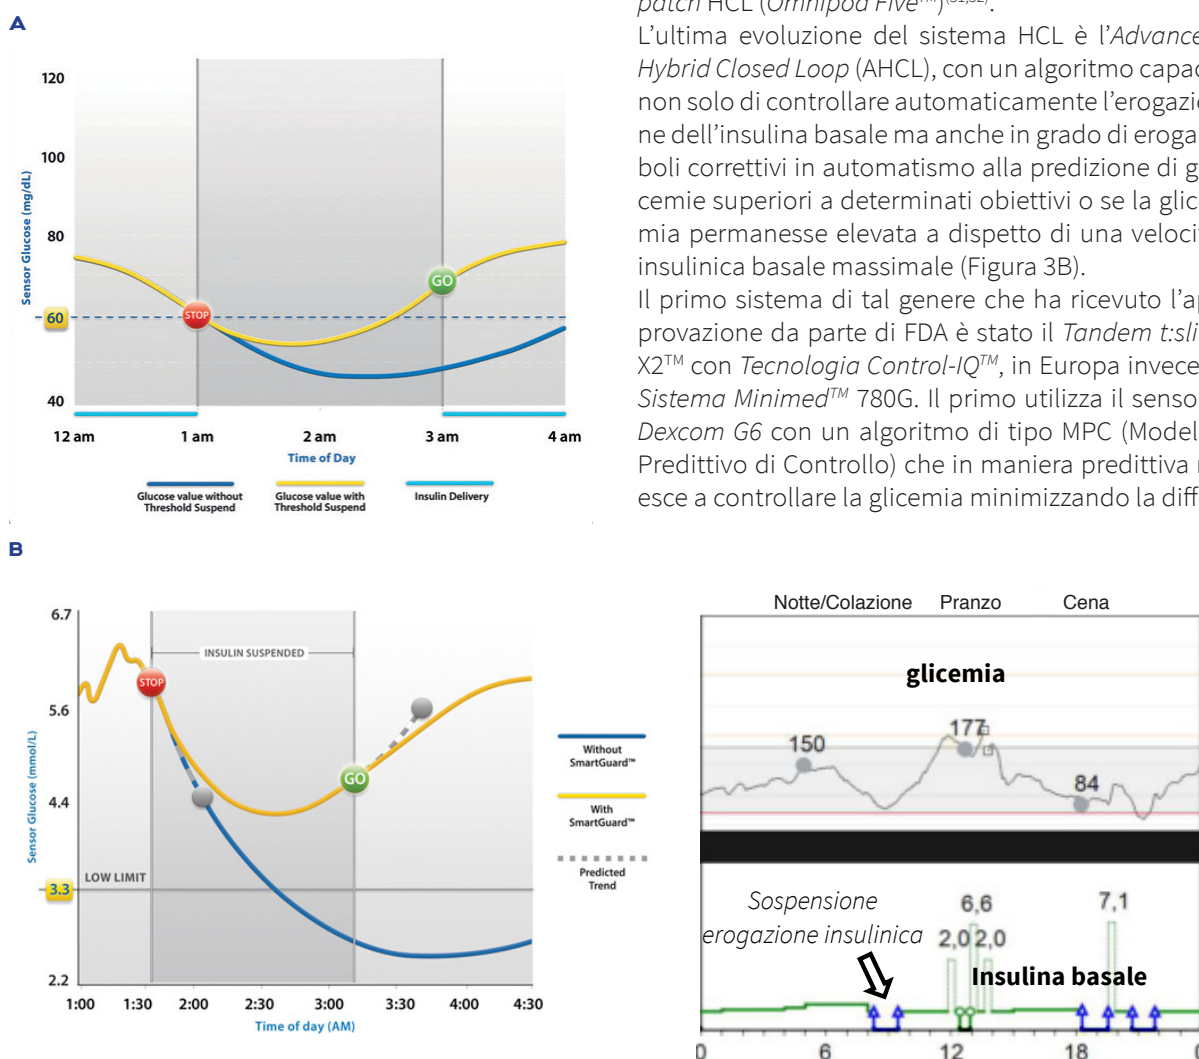 A
120
100
80
60
40
Sensor Glucose (mg/dL)
STOP
GO
12 am
1 am
2 am
3 am
4 am
Time of Day
Glucose value without
Threshold Suspend
Glucose value with
Threshold Suspend
Insulin Delivery
patch HCL (Omnipod Five™)(31,32).
L'ultima evoluzione del sistema HCL è l'Advance
Hybrid Closed Loop (AHCL), con un algoritmo capac
non solo di controllare automaticamente l'erogazio
ne dell'insulina basale ma anche in grado di eroga
boli correttivi in automatismo alla predizione di g
cemie superiori a determinati obiettivi o se la glice
mia permanesse elevata a dispetto di una velocit
insulinica basale massimale (Figura 3B).
Il primo sistema di tal genere che ha ricevuto l'a
provazione da parte di FDA è stato il Tandem t:sli
X2™ con Tecnologia Control-IQ™, in Europa invece
Sistema Minimed™ 780G. Il primo utilizza il senso
Dexcom G6 con un algoritmo di tipo MPC (Model
Predittivo di Controllo) che in maniera predittiva r
esce a controllare la glicemia minimizzando la diff
B
6.7
5.6
4.4
3.3
2.2
Sensor Glucose (mmol/L)
INSULIN SUSPENDED
STOP
GO
LOW LIMIT
1:00
1:30
2:00
2:30
3:00
3:30
4:00
4:30
Time of day (AM)
Without
SmartGuard™
With
SmartGuard™
Predicted
Trend
Notte/Colazione
Pranzo
Cena
glicemia
150
177
84
Sospensione
erogazione insulinica
2,0
6,6
2,0
7,1
Insulina basale
0
6
12
18